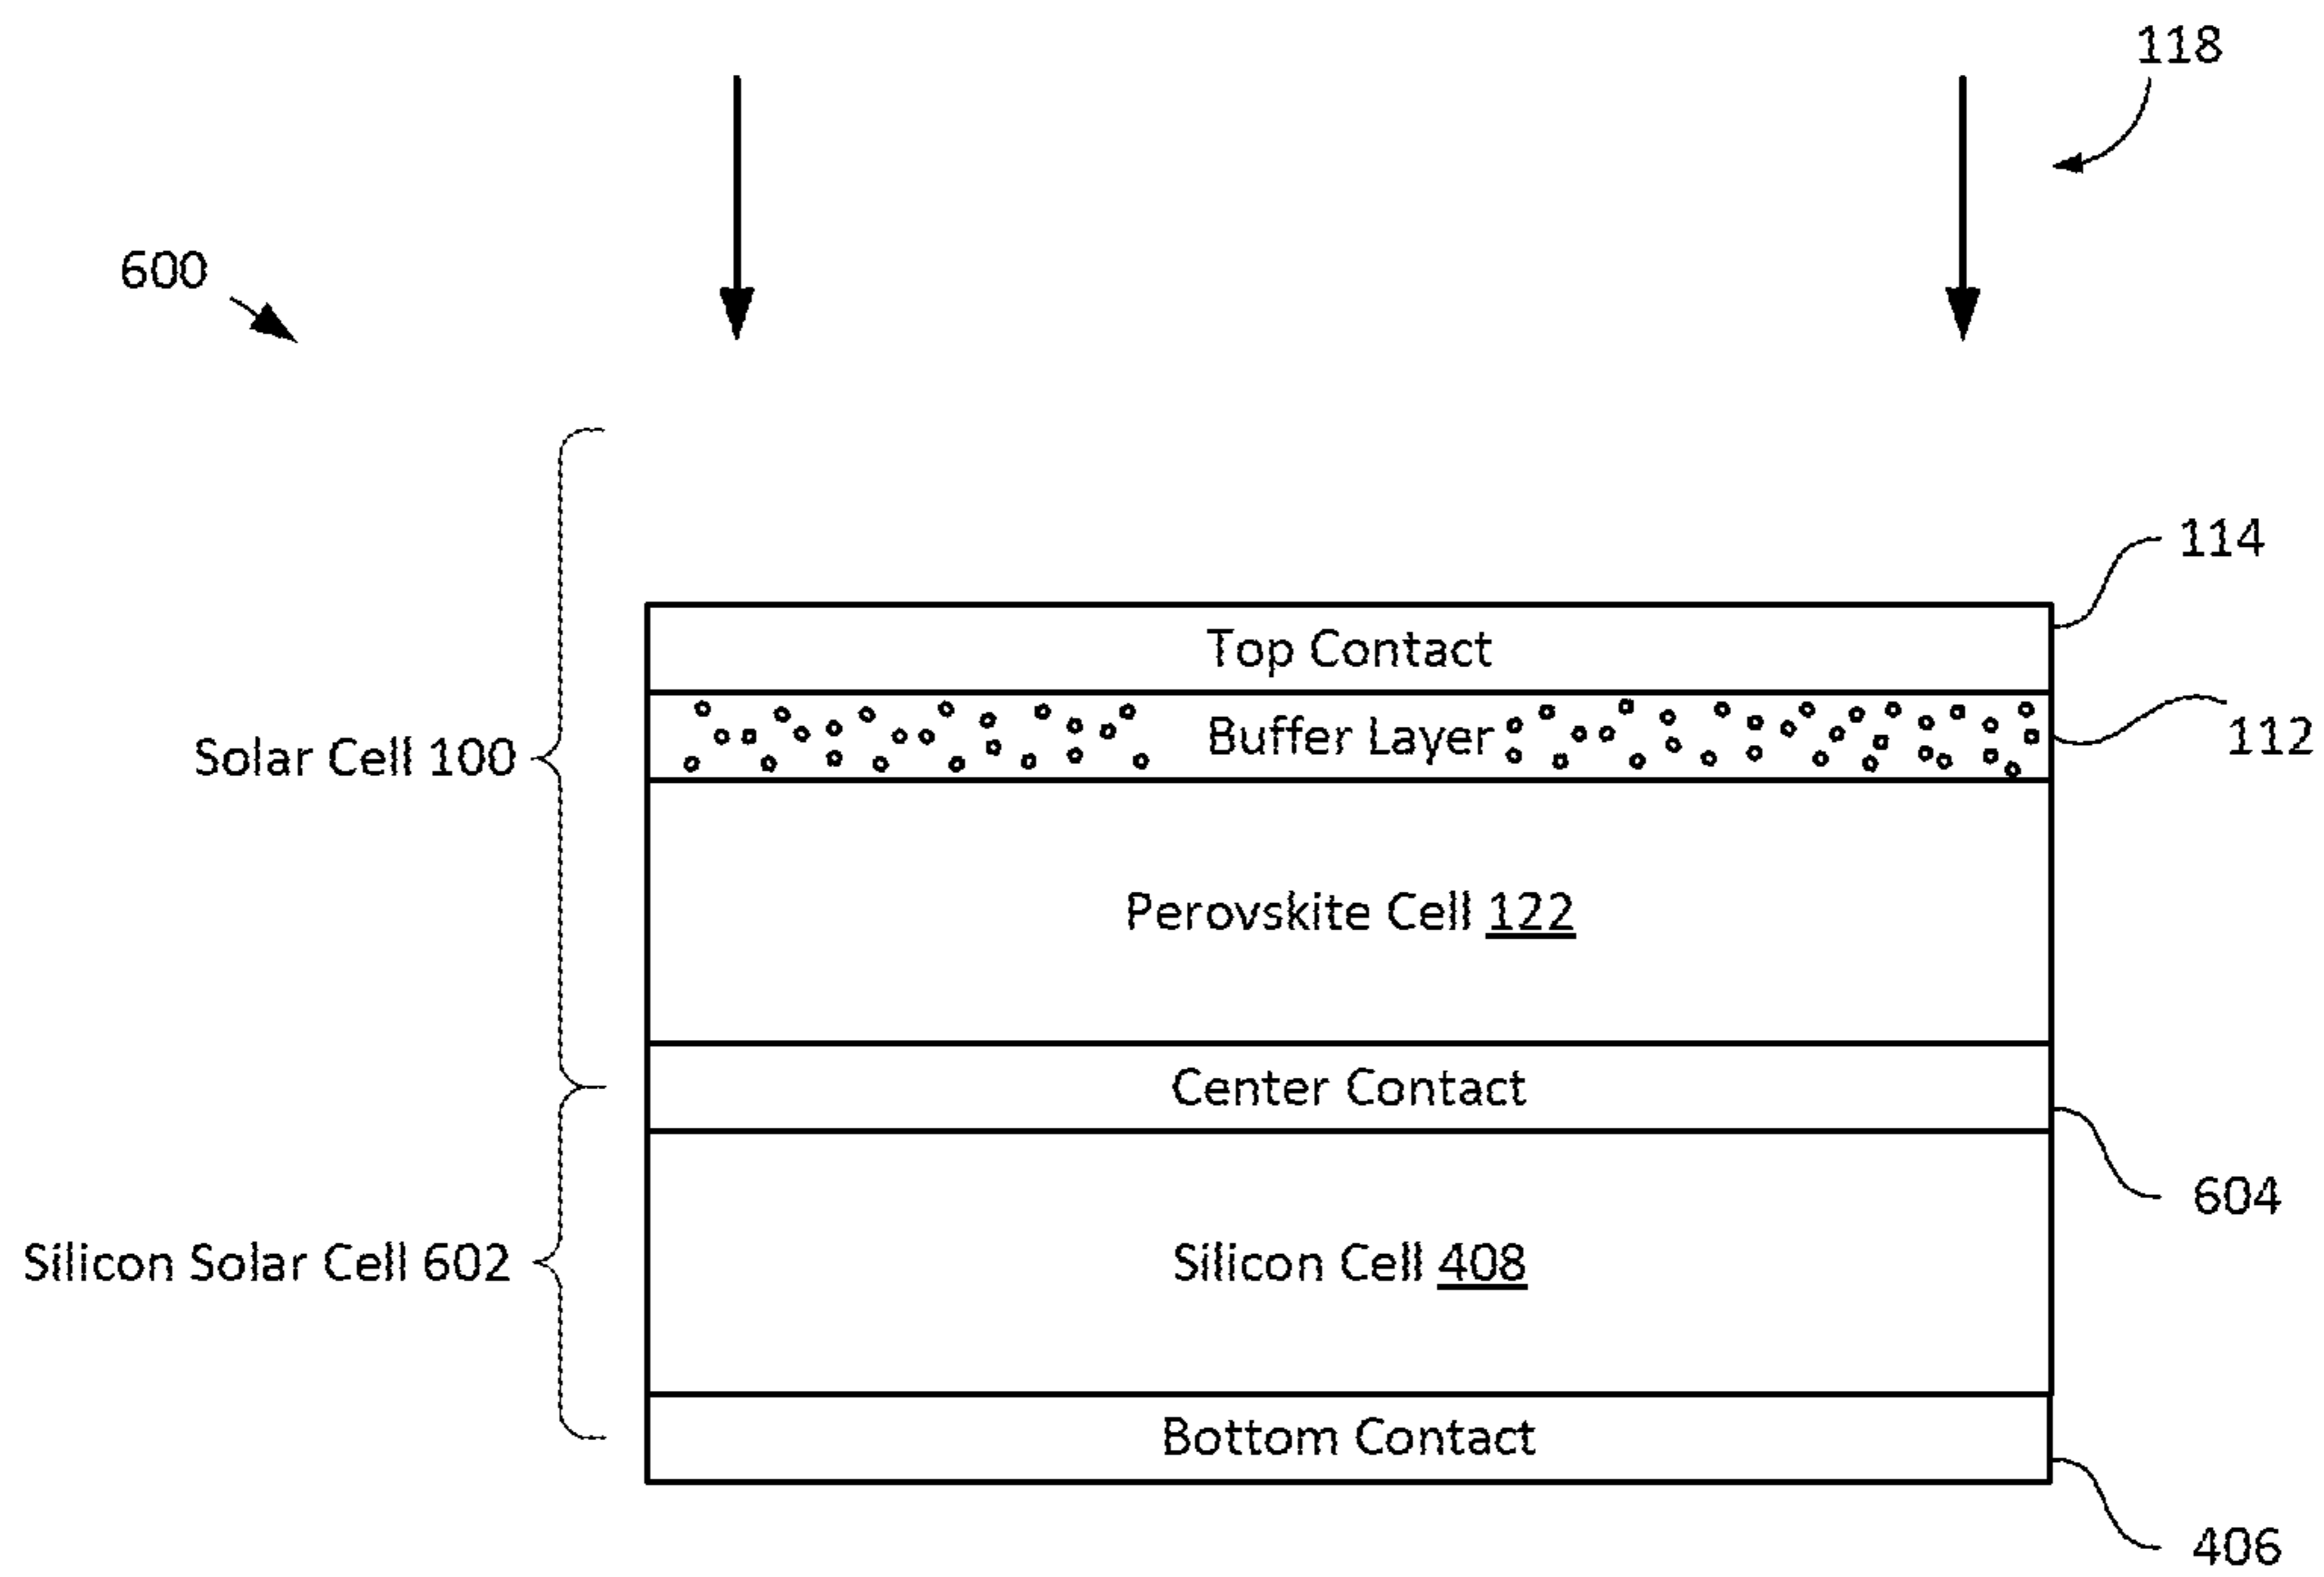 118
600
114
Top Contact
Buffer Layer
112
Solar Cell 100
Perovskite Cell 122
Center Contact
604
Silicon Solar Cell 602
Silicon Cell 408
Bottom Contact
406